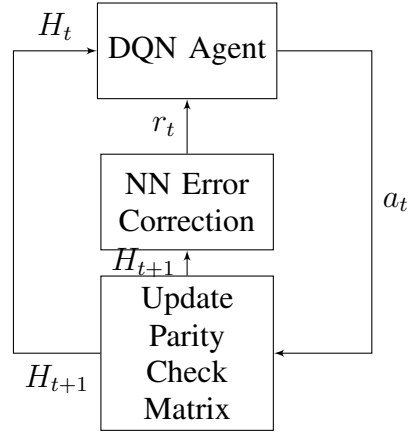 H_t
DQN Agent
r_t
NN Error
Correction
a_t
H_{t+1}
Update
Parity
Check
Matrix
H_{t+1}